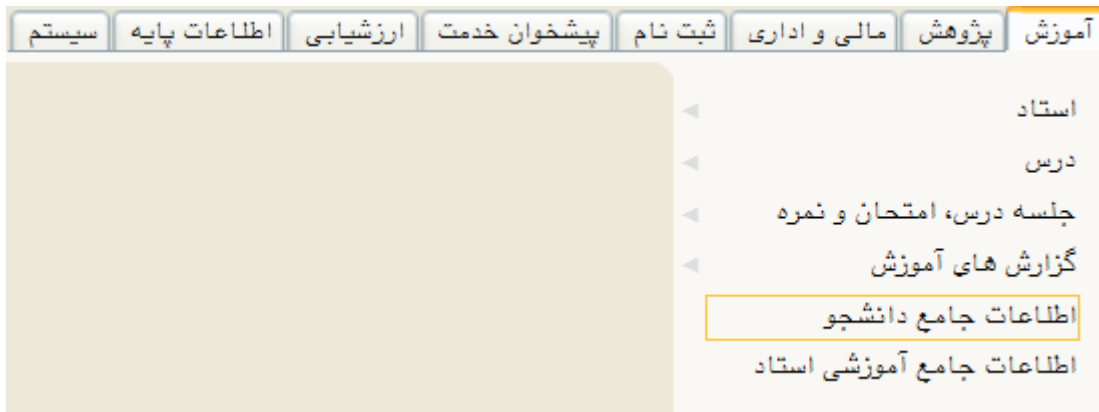 آموزش پژوهش مالی و اداری ثبت نام پیشخوان خدمت ارزشیابی اطلاعات پایه سیستم
استاد
درس
جلسه درس، امتحان و نمره
گزارش های آموزش
اطلاعات جامع دانشجو
اطلاعات جامع آموزشی استاد